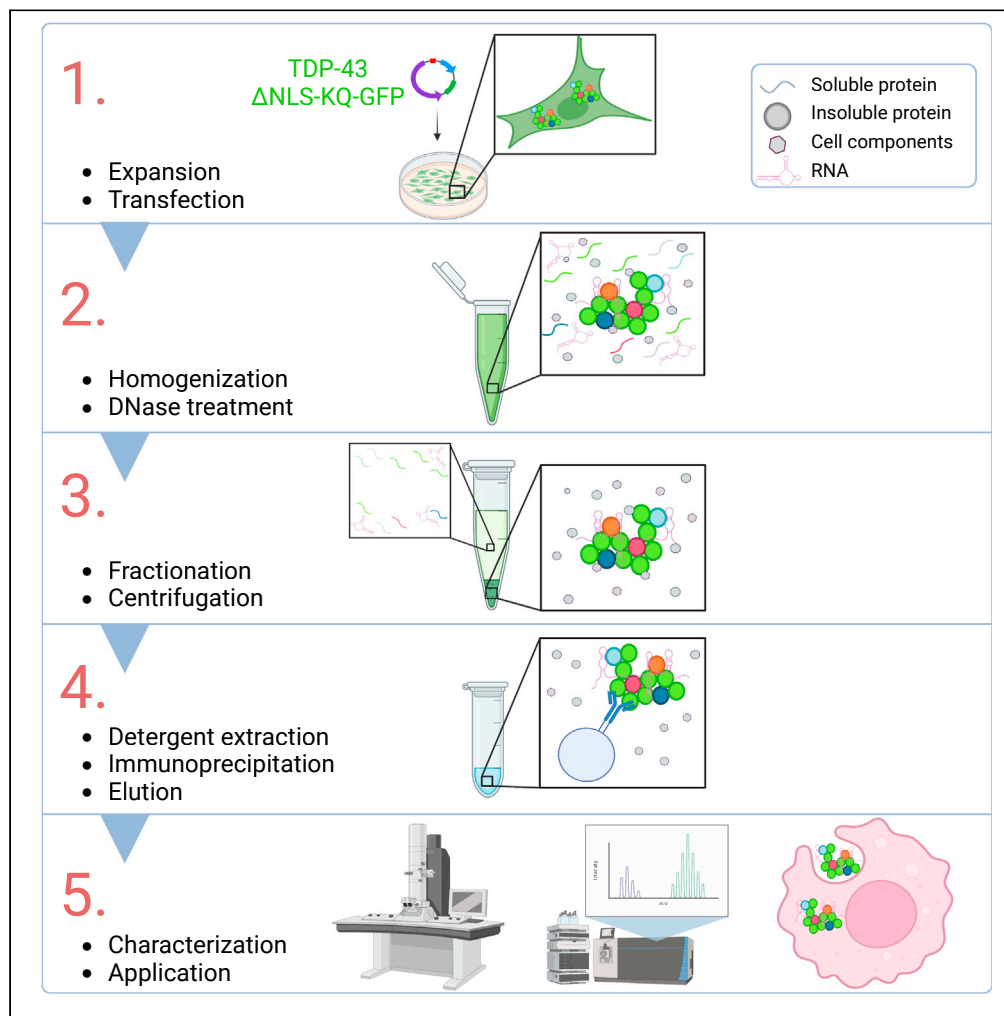 1.
TDP-43
ΔNLS-KQ-GFP
• Expansion
• Transfection
Soluble protein
Insoluble protein
Cell components
RNA
2.
• Homogenization
• DNase treatment
3.
• Fractionation
• Centrifugation
4.
• Detergent extraction
• Immunoprecipitation
• Elution
5.
• Characterization
• Application
Intensity
M/Z